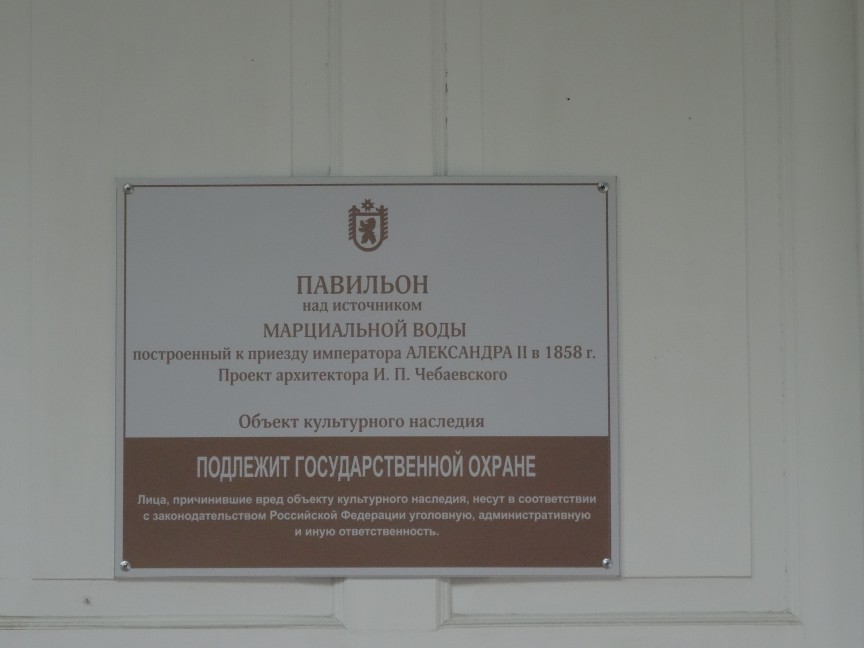 ПАВИЛЬОН
над источником
МАРЦИАЛЬНОЙ ВОДЫ
построенный к приезду императора АЛЕКСАНДРА II в 1858 г.
Проект архитектора И. П. Чебаевского
Объект культурного наследия
ПОДЛЕЖИТ ГОСУДАРСТВЕННОЙ ОХРАНЕ
Лица, причинившие вред объекту культурного наследия, несут в соответствии
с законодательством Российской Федерации уголовную, административную
и иную ответственность.